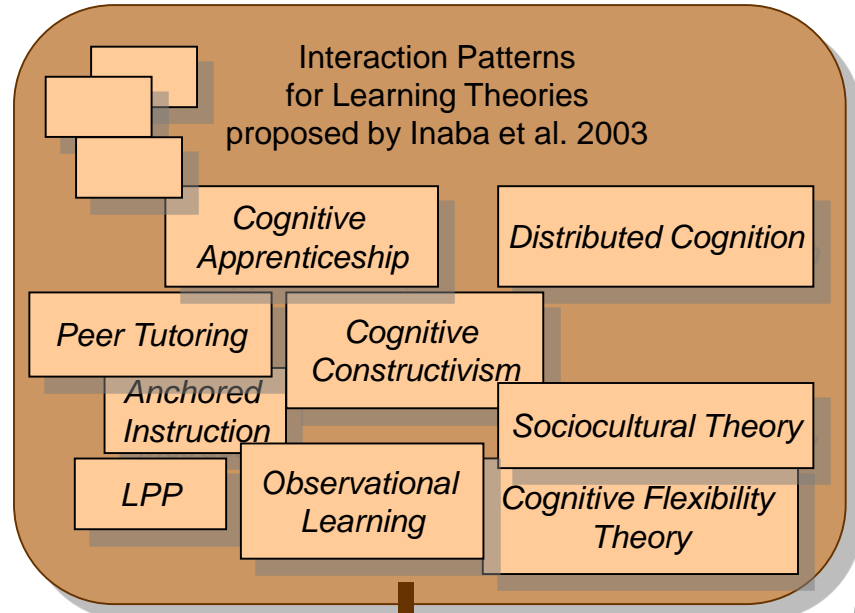 Interaction Patterns
for Learning Theories
proposed by Inaba et al. 2003
Cognitive
Apprenticeship
Distributed Cognition
Peer Tutoring
Cognitive
Constructivism
Anchored
Instruction
Sociocultural Theory
LPP
Observational
Learning
Cognitive Flexibility
Theory